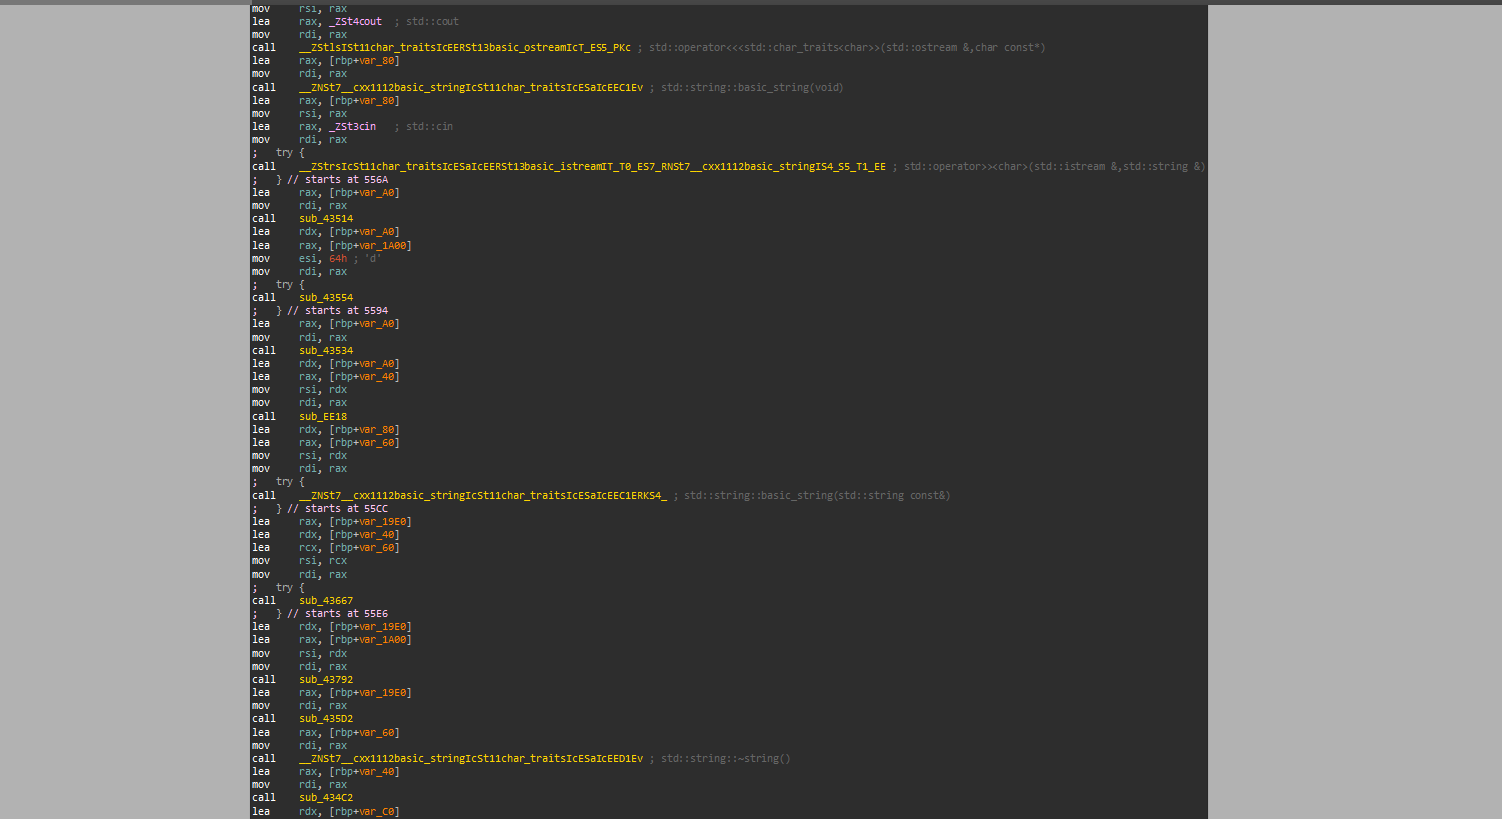 mov rsi, rax
lea rax, _ZSt4cout ; std::cout
mov rdi, rax
call __ZStlsISt11char_traitsIcEERSt13basic_ostreamIcT_ES5_PKc ; std::operator<<<std::char_traits<char>>(std::ostream &,char const*)
lea rax, [rbp+var_80]
mov rdi, rax
call __ZNSt7__cxx1112basic_stringIcSt11char_traitsIcESaIcEEC1Ev ; std::string::basic_string(void)
lea rax, [rbp+var_80]
mov rsi, rax
lea rax, _ZSt3cin ; std::cin
mov rdi, rax
; try {
call __ZStrsIcSt11char_traitsIcESaIcEERSt13basic_istreamIT_T0_ES7_RNSt7__cxx1112basic_stringIS4_S5_T1_EE ; std::operator>><char>(std::istream &,std::string &)
; } // starts at 556A
lea rax, [rbp+var_A0]
mov rdi, rax
call sub_43514
lea rdx, [rbp+var_A0]
lea rax, [rbp+var_1A00]
mov esi, 64h ; 'd'
mov rdi, rax
; try {
call sub_43554
; } // starts at 5594
lea rax, [rbp+var_A0]
mov rdi, rax
call sub_43534
lea rdx, [rbp+var_A0]
lea rax, [rbp+var_40]
mov rsi, rdx
mov rdi, rax
call sub_EE18
lea rdx, [rbp+var_80]
lea rax, [rbp+var_60]
mov rsi, rdx
mov rdi, rax
; try {
call __ZNSt7__cxx1112basic_stringIcSt11char_traitsIcESaIcEEC1ERKS4_ ; std::string::basic_string(std::string const&)
; } // starts at 55CC
lea rax, [rbp+var_19E0]
lea rdx, [rbp+var_40]
lea rcx, [rbp+var_60]
mov rsi, rcx
mov rdi, rax
; try {
call sub_43667
; } // starts at 55E6
lea rdx, [rbp+var_19E0]
lea rax, [rbp+var_1A00]
mov rsi, rdx
mov rdi, rax
call sub_43792
lea rax, [rbp+var_19E0]
mov rdi, rax
call sub_435D2
lea rax, [rbp+var_60]
mov rdi, rax
call __ZNSt7__cxx1112basic_stringIcSt11char_traitsIcESaIcEED1Ev ; std::string::~string()
lea rax, [rbp+var_40]
mov rdi, rax
call sub_434C2
lea rdx, [rbp+var_C0]